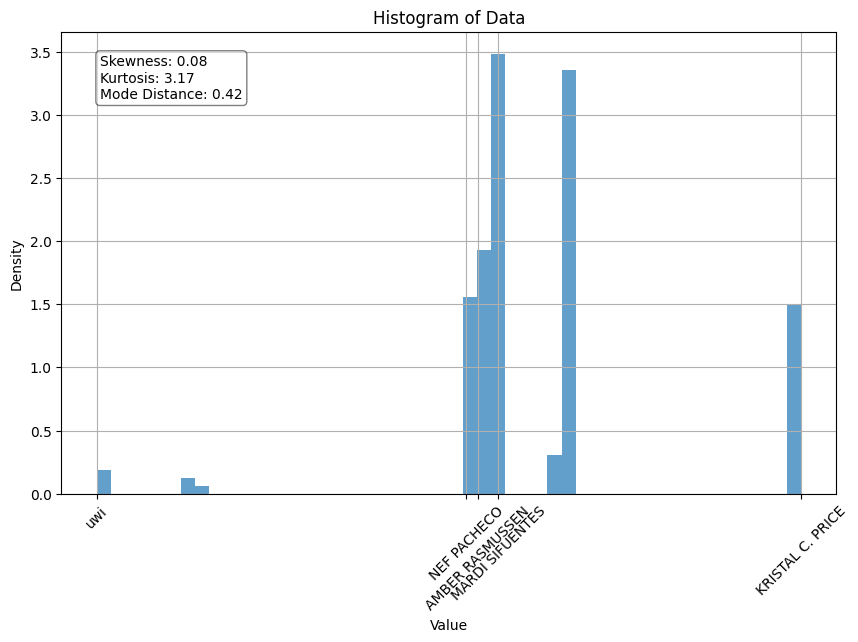 Histogram of Data
Skewness: 0.08
Kurtosis: 3.17
Mode Distance: 0.42
Density
3.5
3.0
2.5
2.0
1.5
1.0
0.5
0.0
uwi
NEF PACHECO
AMBER RASMUSSEN
MARDI SIFUENTES
KRISTAL C. PRICE
Value